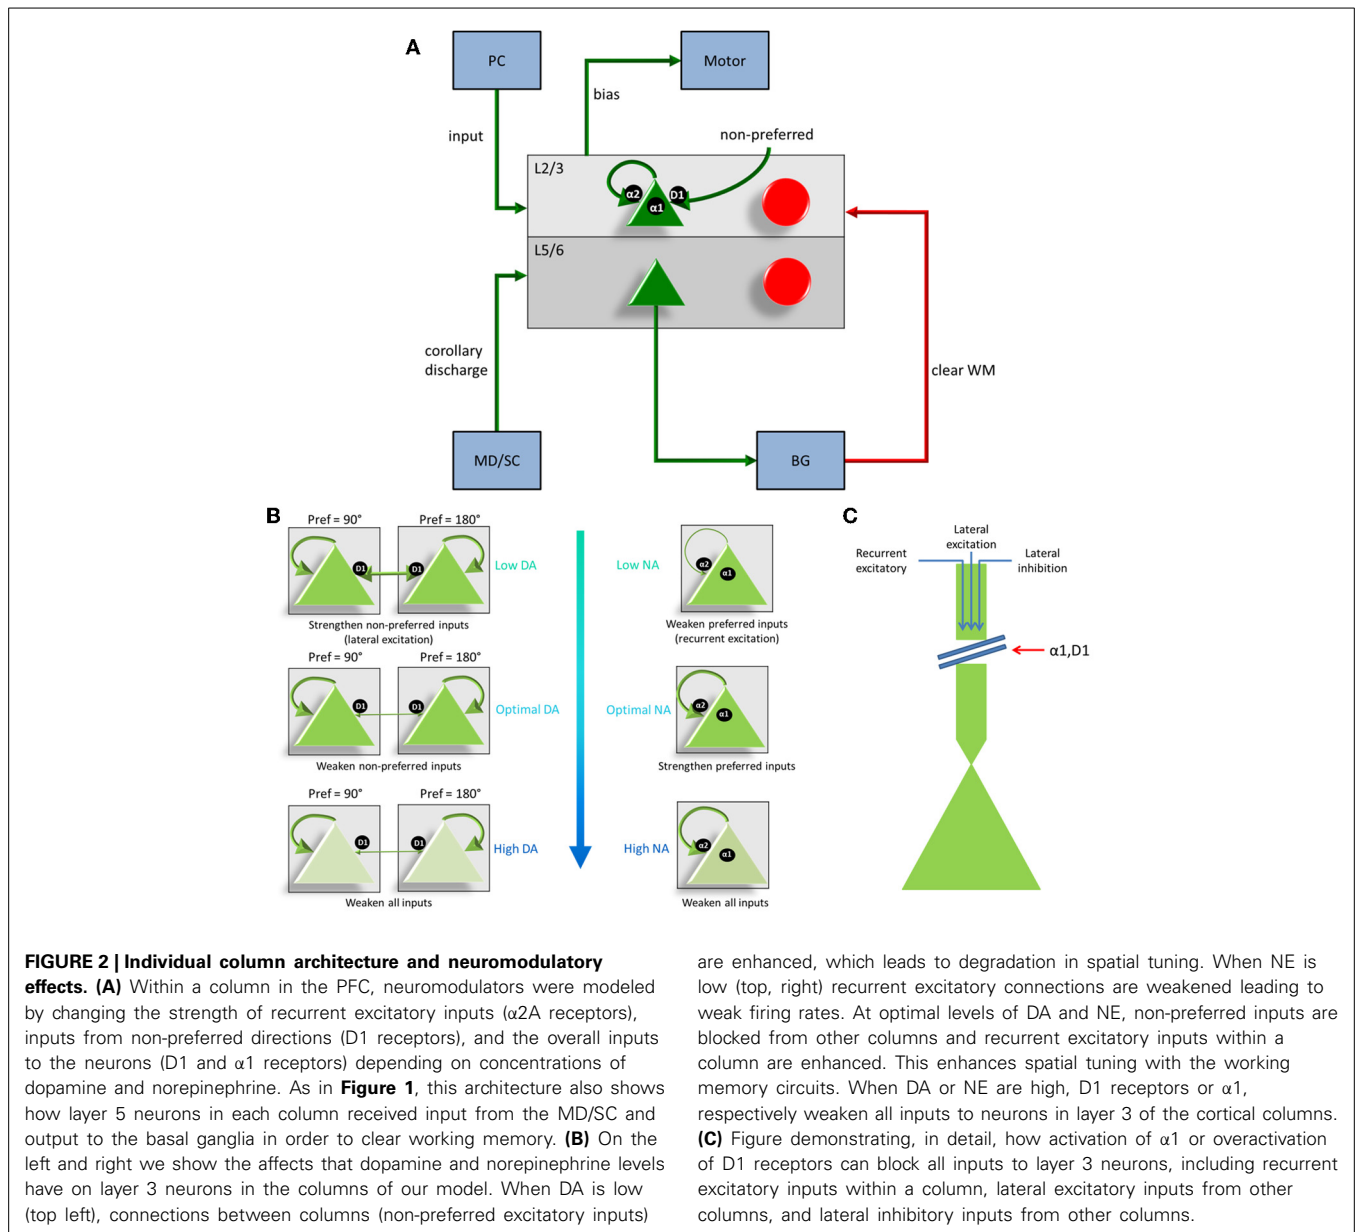 A
PC
Motor
bias
input
non-preferred
L2/3
α2
D1
α1
L5/6
corollary
discharge
clear WM
MD/SC
BG
B
Pref = 90°
Pref = 180°
D1
D1
Low DA
Strengthen non-preferred inputs
(lateral excitation)
Pref = 90°
Pref = 180°
D1
D1
Optimal DA
Weaken non-preferred inputs
Pref = 90°
Pref = 180°
D1
D1
High DA
Weaken all inputs
Low NA
α2
α1
Weaken preferred inputs
(recurrent excitation)
Optimal NA
α2
α1
Strengthen preferred inputs
High NA
α2
α1
Weaken all inputs
C
Lateral
excitation
Recurrent
excitatory
Lateral
inhibition
α1,D1
FIGURE 2 | Individual column architecture and neuromodulatory
effects. (A) Within a column in the PFC, neuromodulators were modeled
by changing the strength of recurrent excitatory inputs (α2A receptors),
inputs from non-preferred directions (D1 receptors), and the overall inputs
to the neurons (D1 and α1 receptors) depending on concentrations of
dopamine and norepinephrine. As in Figure 1, this architecture also shows
how layer 5 neurons in each column received input from the MD/SC and
output to the basal ganglia in order to clear working memory. (B) On the
left and right we show the affects that dopamine and norepinephrine levels
have on layer 3 neurons in the columns of our model. When DA is low
(top left), connections between columns (non-preferred excitatory inputs)
are enhanced, which leads to degradation in spatial tuning. When NE is
low (top, right) recurrent excitatory connections are weakened leading to
weak firing rates. At optimal levels of DA and NE, non-preferred inputs are
blocked from other columns and recurrent excitatory inputs within a
column are enhanced. This enhances spatial tuning with the working
memory circuits. When DA or NE are high, D1 receptors or α1,
respectively weaken all inputs to neurons in layer 3 of the cortical columns.
(C) Figure demonstrating, in detail, how activation of α1 or overactivation
of D1 receptors can block all inputs to layer 3 neurons, including recurrent
excitatory inputs within a column, lateral excitatory inputs from other
columns, and lateral inhibitory inputs from other columns.